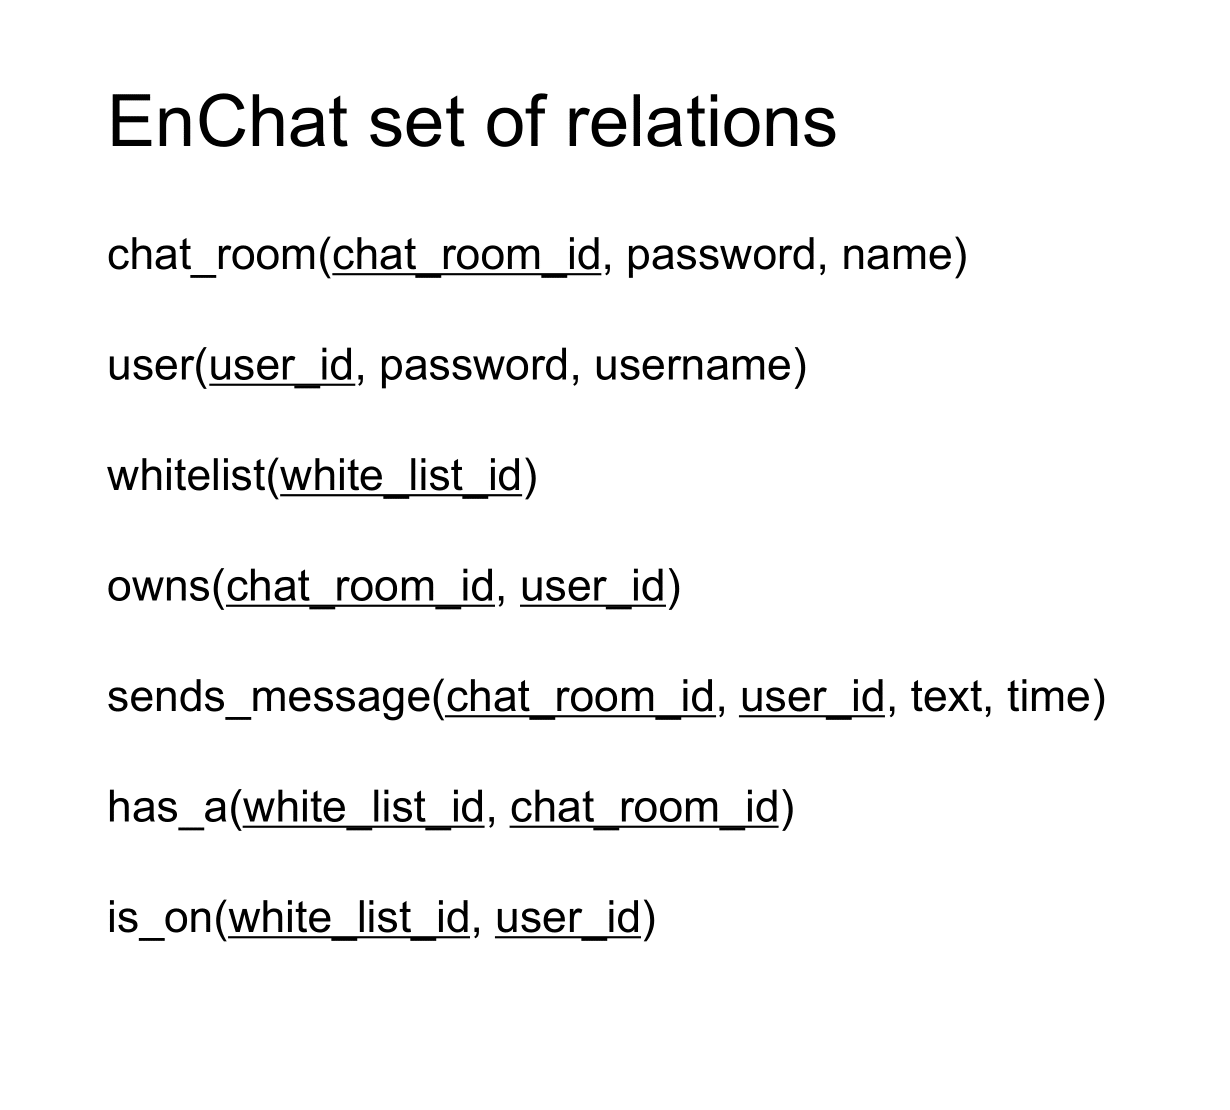 EnChat set of relations
chat_room(chat_room_id, password, name)
user(user_id, password, username)
whitelist(white_list_id)
owns(chat_room_id, user_id)
sends_message(chat_room_id, user_id, text, time)
has_a(white_list_id, chat_room_id)
is_on(white_list_id, user_id)